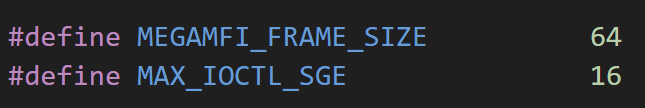 #define MEGAMFI_FRAME_SIZE 64
#define MAX_IOCTL_SGE 16